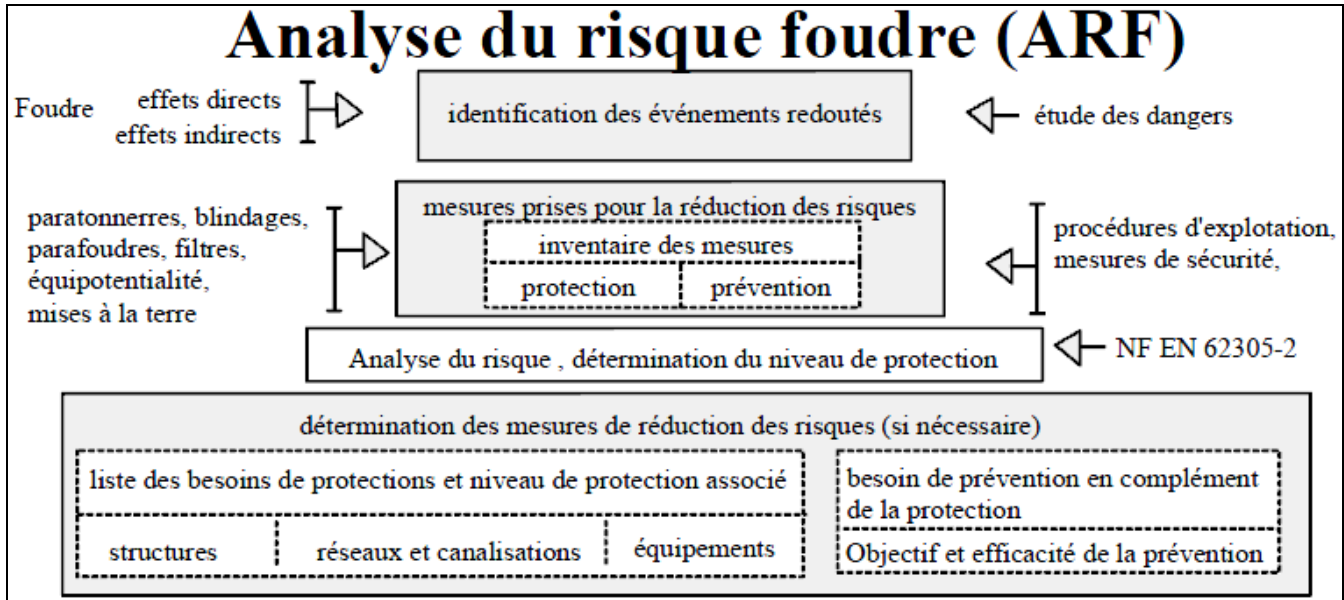 Analyse du risque foudre (ARF)
Foudre
effets directs
effets indirects
identification des événements redoutés
étude des dangers
paratonnerres, blindages,
parafoudres, filtres,
équipotentialité,
mises à la terre
mesures prises pour la réduction des risques
inventaire des mesures
protection
prévention
procédures d'explotation,
mesures de sécurité,
Analyse du risque , détermination du niveau de protection
NF EN 62305-2
détermination des mesures de réduction des risques (si nécessaire)
liste des besoins de protections et niveau de protection associé
structures
réseaux et canalisations
équipements
besoin de prévention en complément
de la protection
Objectif et efficacité de la prévention